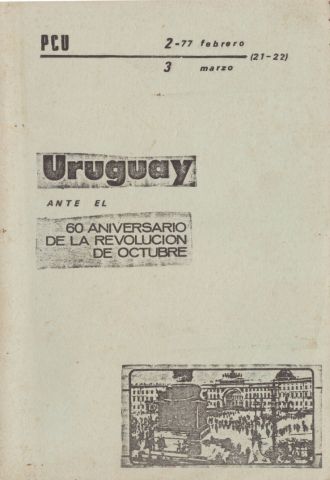 PCU
2-77 febrero
3 marzo
(21-22)
Uruguay
ANTE EL
60 ANIVERSARIO
DE LA REVOLUCION
DE OCTUBRE